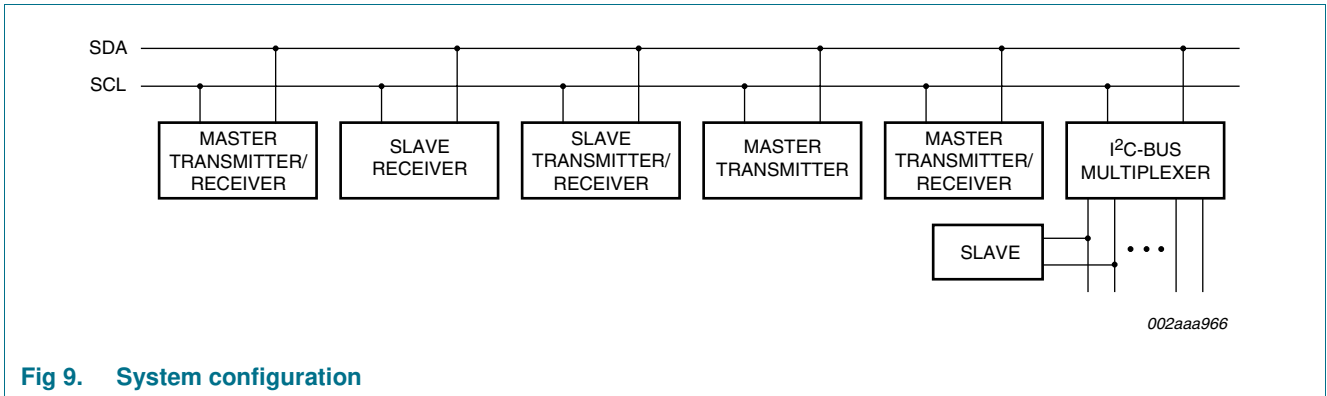 SDA
SCL
MASTER
TRANSMITTER/
RECEIVER
SLAVE
RECEIVER
SLAVE
TRANSMITTER/
RECEIVER
MASTER
TRANSMITTER
MASTER
TRANSMITTER/
RECEIVER
I²C-BUS
MULTIPLEXER
SLAVE
002aaa966
Fig 9. System configuration